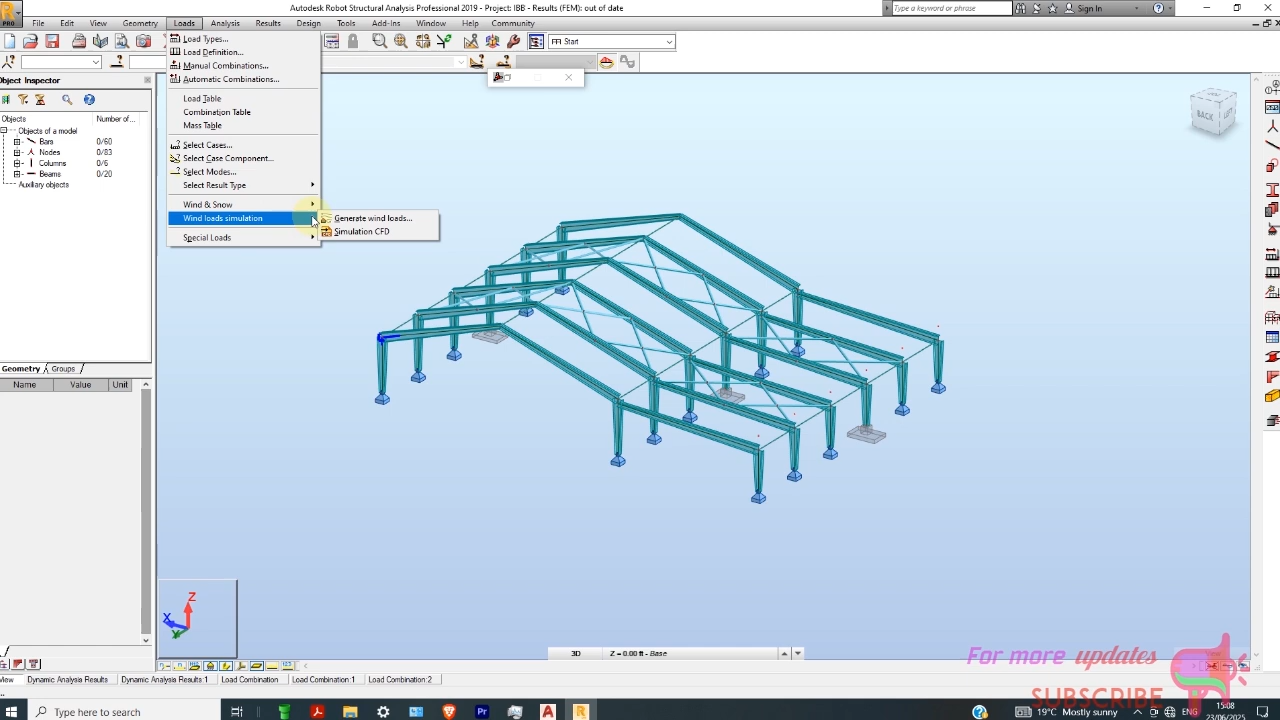 Autodesk Robot Structural Analysis Professional 2019 - Project: IBB - Results (FEM): out of date
Type a keyword or phrase
Sign In
PRO
File Edit View Geometry Loads Analysis Results Design Tools Add-Ins Window Help Community
Start
Load Types...
Load Definition...
Manual Combinations...
Automatic Combinations...
Load Table
Combination Table
Mass Table
Select Cases...
Select Case Component...
Select Modes...
Select Result Type
Wind & Snow
Wind loads simulation
Special Loads
Generate wind loads...
Simulation CFD
Object Inspector
Objects Number of...
Objects of a model
Bars 0/60
Nodes 0/83
Columns 0/6
Beams 0/20
Auxiliary objects
Geometry Groups
Name Value Unit
BACK
LEFT
Z
X
Y
3D Z = 0.00 ft - Base
For more updates
SUBSCRIBE
View Dynamic Analysis Results Dynamic Analysis Results:1 Load Combination Load Combination:1 Load Combination:2
Type here to search
19°C Mostly sunny
ENG
15:08
23/06/2025